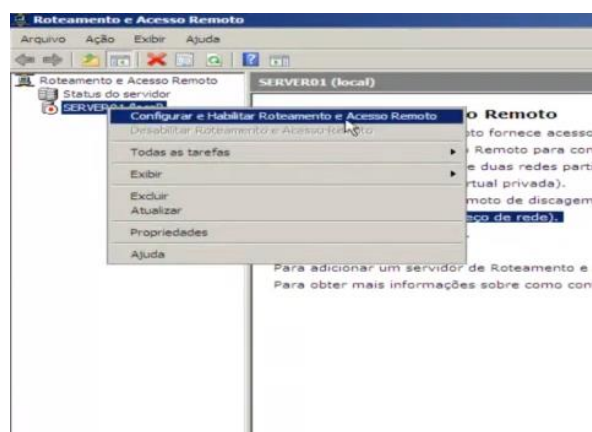 Roteamento e Acesso Remoto
Arquivo Ação Exibir Ajuda
Roteamento e Acesso Remoto
Status do servidor
SERVER01 (local)
SERVER01 (local)
Configurar e Habilitar Roteamento e Acesso Remoto
Desabilitar Roteamento e Acesso Remoto
Todas as tarefas
Exibir
Excluir
Atualizar
Propriedades
Ajuda
o Remoto
to fornece acesso
Remoto para con
e duas redes part
rtual privada).
moto de discagem
eço de rede).
Para adicionar um servidor de Roteamento e
Para obter mais informações sobre como con